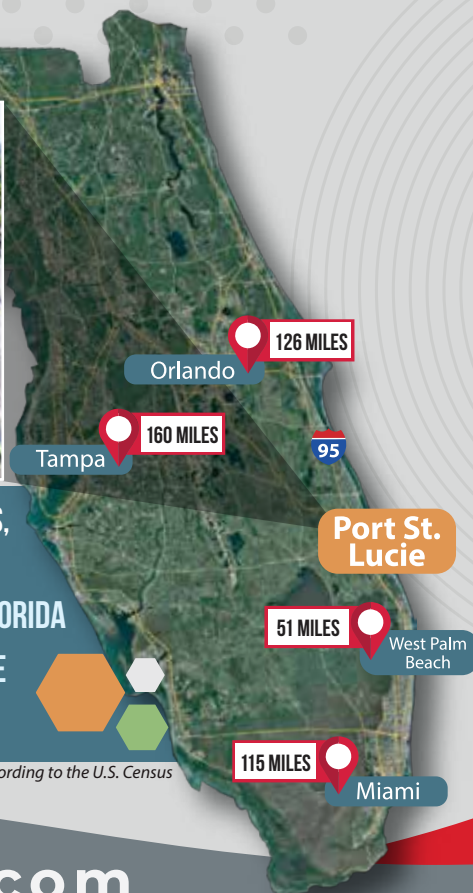 126 MILES
Orlando
160 MILES
Tampa
95
Port St.
Lucie
51 MILES
West Palm
Beach
115 MILES
Miami
S,
ORIDA
E
ording to the U.S. Census
com